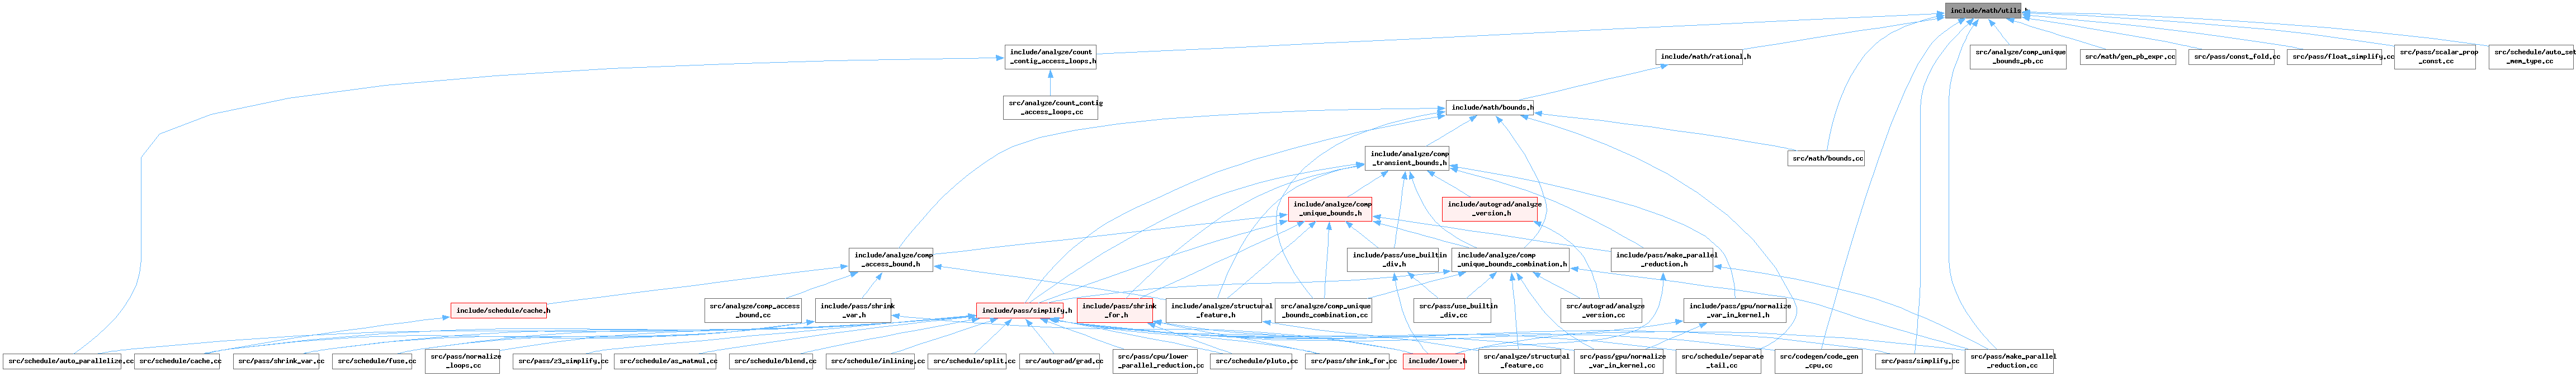 include/math/utils.h
include/analyze/count
_contig_access_loops.h
include/math/rational.h
src/analyze/comp_unique
_bounds_pb.cc
src/math/gen_pb_expr.cc
src/pass/const_fold.cc
src/pass/float_simplify.cc
src/pass/scalar_prop
_const.cc
src/schedule/auto_set
_mem_type.cc
src/analyze/count_contig
_access_loops.cc
include/math/bounds.h
include/analyze/comp
_transient_bounds.h
src/math/bounds.cc
include/analyze/comp
_unique_bounds.h
include/autograd/analyze
_version.h
include/analyze/comp
_access_bound.h
include/pass/use_builtin
_div.h
include/analyze/comp
_unique_bounds_combination.h
include/pass/make_parallel
_reduction.h
include/schedule/cache.h
src/analyze/comp_access
_bound.cc
include/pass/shrink
_var.h
include/pass/simplify.h
include/pass/shrink
_for.h
include/analyze/structural
_feature.h
src/analyze/comp_unique
_bounds_combination.cc
src/pass/use_builtin
_div.cc
src/autograd/analyze
_version.cc
include/pass/gpu/normalize
_var_in_kernel.h
src/schedule/auto_parallelize.cc
src/schedule/cache.cc
src/pass/shrink_var.cc
src/schedule/fuse.cc
src/pass/normalize
_loops.cc
src/pass/z3_simplify.cc
src/schedule/as_matmul.cc
src/schedule/blend.cc
src/schedule/inlining.cc
src/schedule/split.cc
src/autograd/grad.cc
src/pass/cpu/lower
_parallel_reduction.cc
src/schedule/pluto.cc
src/pass/shrink_for.cc
include/lower.h
src/analyze/structural
_feature.cc
src/pass/gpu/normalize
_var_in_kernel.cc
src/schedule/separate
_tail.cc
src/codegen/code_gen
_cpu.cc
src/pass/simplify.cc
src/pass/make_parallel
_reduction.cc